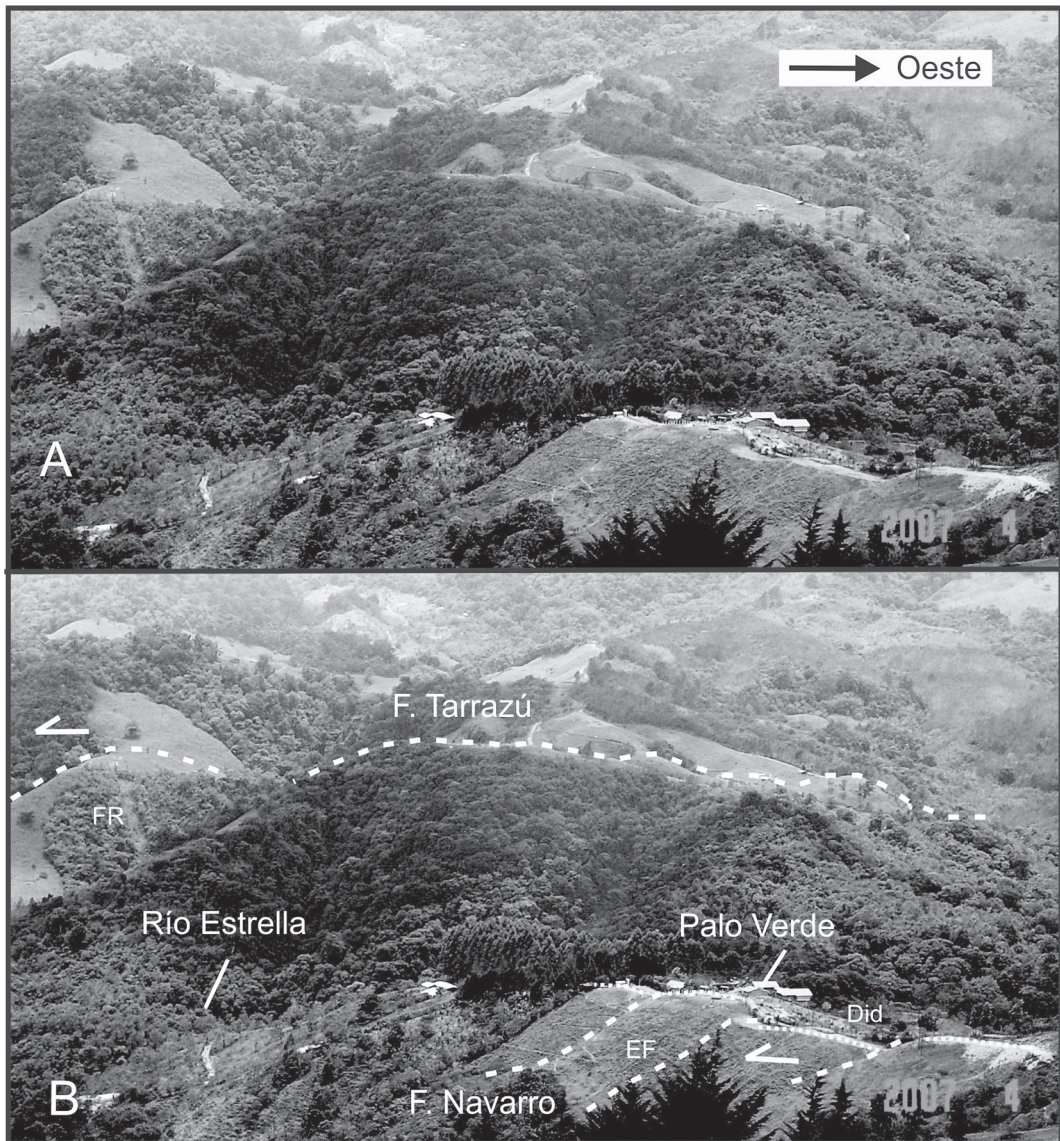 Oeste
A
2007 4
F. Tarrazú
FR
Río Estrella
Palo Verde
Did
EF
F. Navarro
B
2007 4